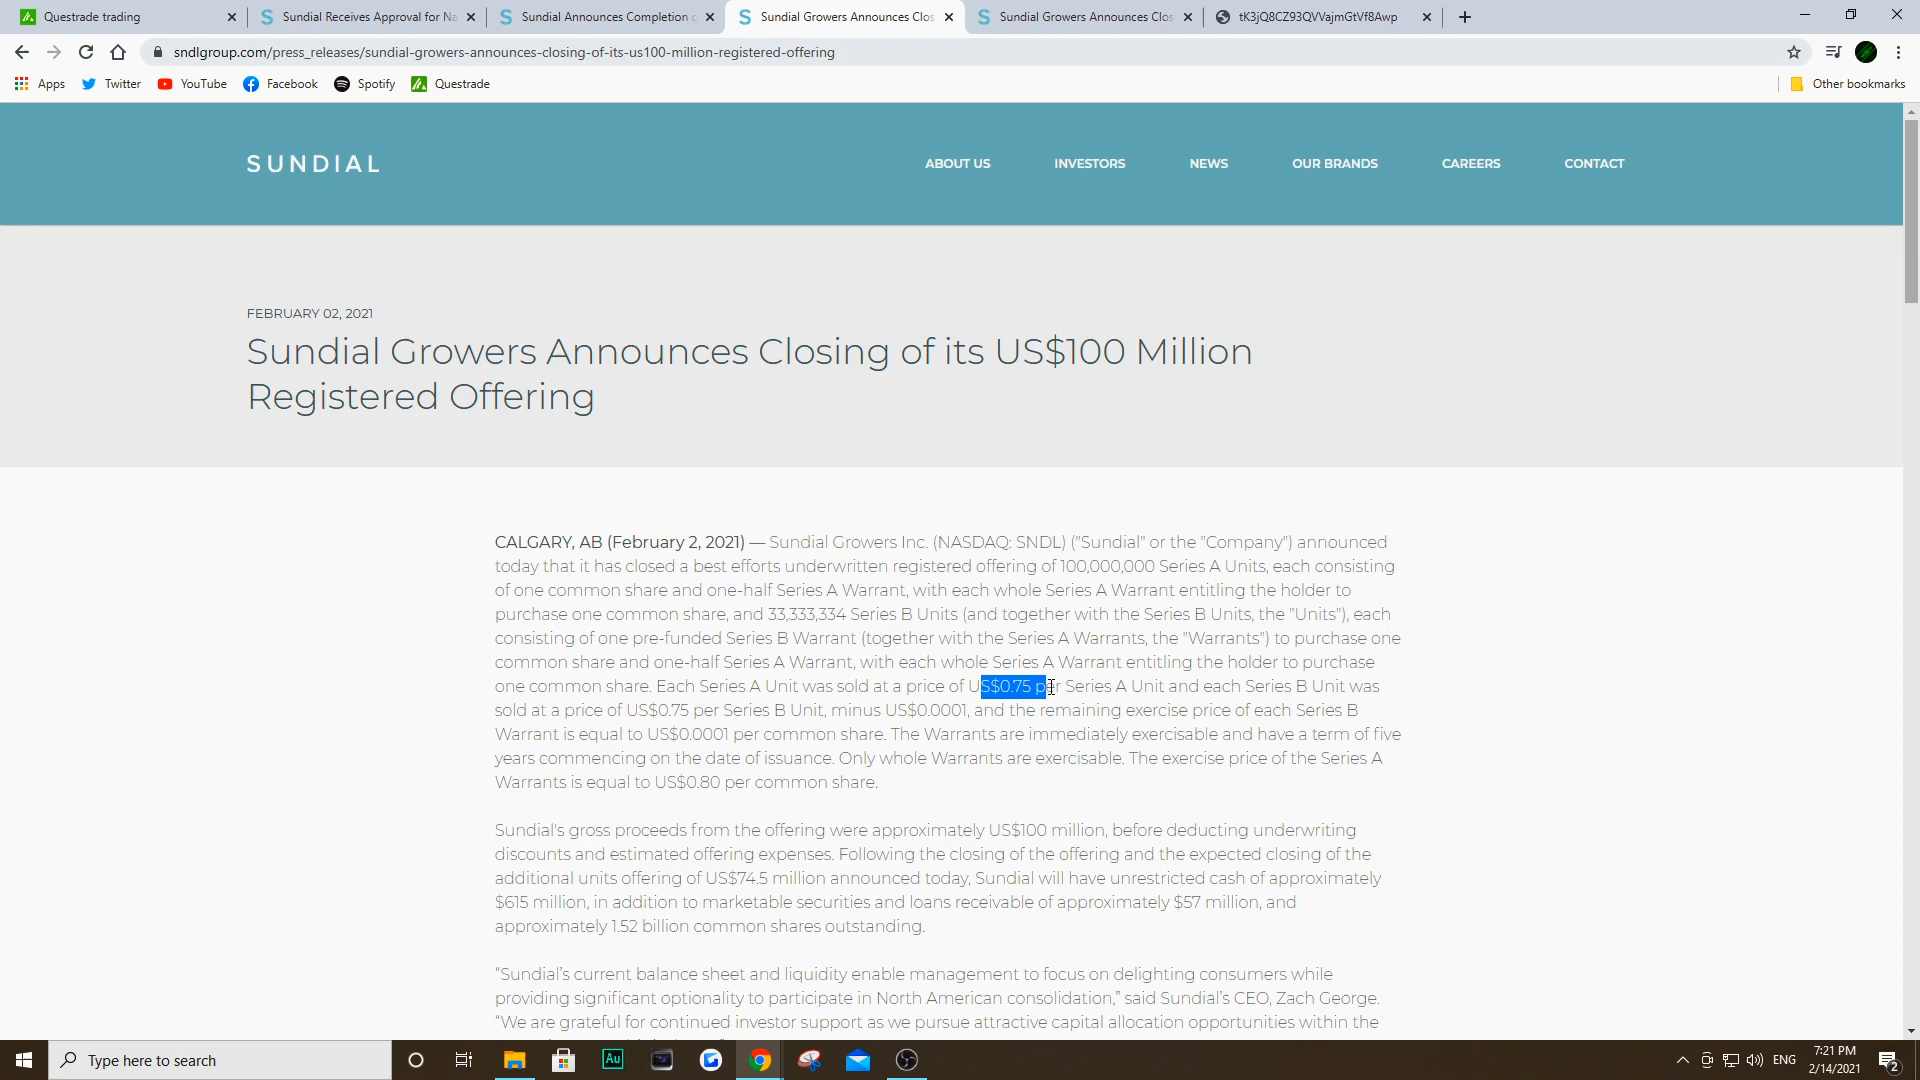 Questrade trading
Sundial Receives Approval for Na
Sundial Announces Completion o
Sundial Growers Announces Clos
Sundial Growers Announces Clos
tK3jQ8CZ93QVVajmGtVf8Awp
sndlgroup.com/press_releases/sundial-growers-announces-closing-of-its-us100-million-registered-offering
Apps
Twitter
YouTube
Facebook
Spotify
Questrade
Other bookmarks
SUNDIAL
ABOUT US
INVESTORS
NEWS
OUR BRANDS
CAREERS
CONTACT
FEBRUARY 02, 2021
Sundial Growers Announces Closing of its US$100 Million
Registered Offering
CALGARY, AB (February 2, 2021) — Sundial Growers Inc. (NASDAQ: SNDL) ("Sundial" or the "Company") announced
today that it has closed a best efforts underwritten registered offering of 100,000,000 Series A Units, each consisting
of one common share and one-half Series A Warrant, with each whole Series A Warrant entitling the holder to
purchase one common share, and 33,333,334 Series B Units (and together with the Series B Units, the "Units"), each
consisting of one pre-funded Series B Warrant (together with the Series A Warrants, the "Warrants") to purchase one
common share and one-half Series A Warrant, with each whole Series A Warrant entitling the holder to purchase
one common share. Each Series A Unit was sold at a price of US$0.75 per Series A Unit and each Series B Unit was
sold at a price of US$0.75 per Series B Unit, minus US$0.0001, and the remaining exercise price of each Series B
Warrant is equal to US$0.0001 per common share. The Warrants are immediately exercisable and have a term of five
years commencing on the date of issuance. Only whole Warrants are exercisable. The exercise price of the Series A
Warrants is equal to US$0.80 per common share.
Sundial's gross proceeds from the offering were approximately US$100 million, before deducting underwriting
discounts and estimated offering expenses. Following the closing of the offering and the expected closing of the
additional units offering of US$74.5 million announced today, Sundial will have unrestricted cash of approximately
$615 million, in addition to marketable securities and loans receivable of approximately $57 million, and
approximately 1.52 billion common shares outstanding.
“Sundial’s current balance sheet and liquidity enable management to focus on delighting consumers while
providing significant optionality to participate in North American consolidation,” said Sundial’s CEO, Zach George.
“We are grateful for continued investor support as we pursue attractive capital allocation opportunities within the
Type here to search
Au
ENG
7:21 PM
2/14/2021
2